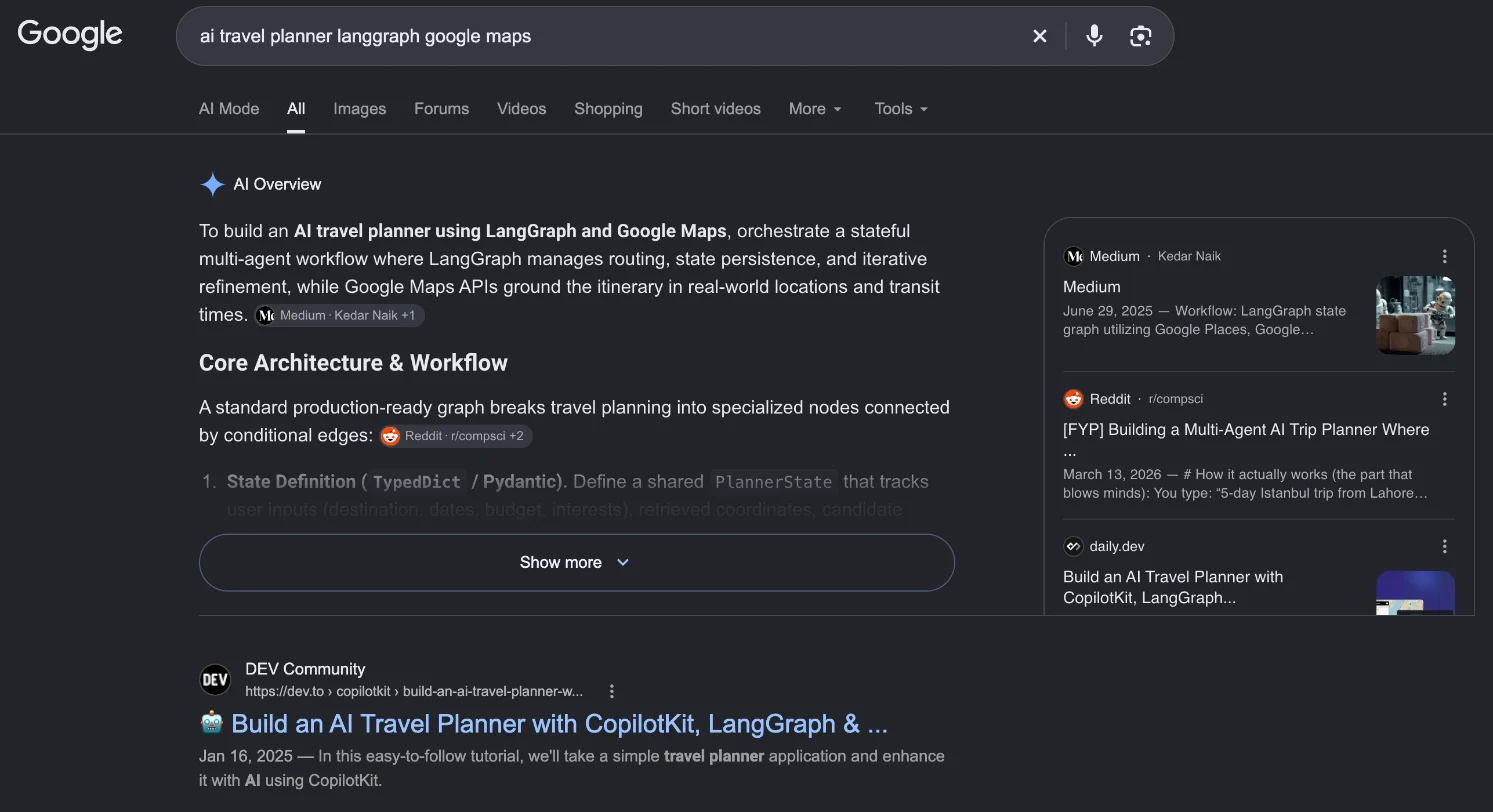 Google
ai travel planner langgraph google maps
AI Mode All Images Forums Videos Shopping Short videos More Tools
AI Overview
To build an AI travel planner using LangGraph and Google Maps, orchestrate a stateful
multi-agent workflow where LangGraph manages routing, state persistence, and iterative
refinement, while Google Maps APIs ground the itinerary in real-world locations and transit
times. Medium · Kedar Naik +1
Core Architecture & Workflow
A standard production-ready graph breaks travel planning into specialized nodes connected
by conditional edges: Reddit · r/compsci +2
1. State Definition ( TypedDict / Pydantic). Define a shared PlannerState that tracks
user inputs (destination, dates, budget, interests), retrieved coordinates, candidate
Show more
Medium · Kedar Naik
Medium
June 29, 2025 — Workflow: LangGraph state
graph utilizing Google Places, Google...
Reddit · r/compsci
[FYP] Building a Multi-Agent AI Trip Planner Where
...
March 13, 2026 — # How it actually works (the part that
blows minds): You type: “5-day Istanbul trip from Lahore...
daily.dev
Build an AI Travel Planner with
CopilotKit, LangGraph...
DEV
DEV Community
https://dev.to › copilotkit › build-an-ai-travel-planner-w...
🤖 Build an AI Travel Planner with CopilotKit, LangGraph & ...
Jan 16, 2025 — In this easy-to-follow tutorial, we'll take a simple travel planner application and enhance
it with AI using CopilotKit.